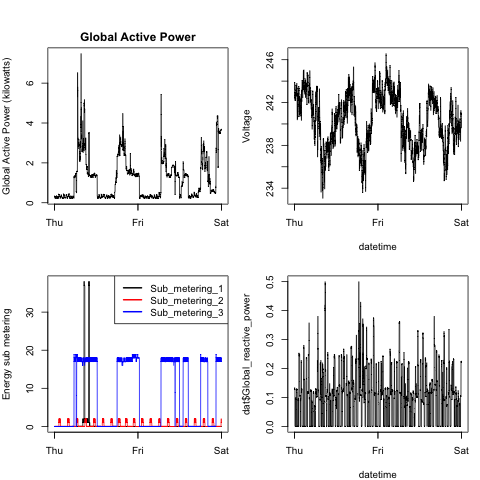 Global Active Power
Global Active Power (kilowatts)
0 2 4 6
Thu Fri Sat
Voltage
234 238 242 246
Thu Fri Sat
datetime
Energy sub metering
0 10 20 30
Sub_metering_1
Sub_metering_2
Sub_metering_3
Thu Fri Sat
dat$Global_reactive_power
0.0 0.1 0.2 0.3 0.4 0.5
Thu Fri Sat
datetime